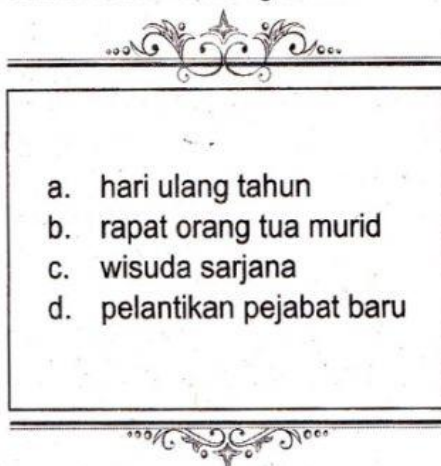 a. hari ulang tahun
b. rapat orang tua murid
c. wisuda sarjana
d. pelantikan pejabat baru